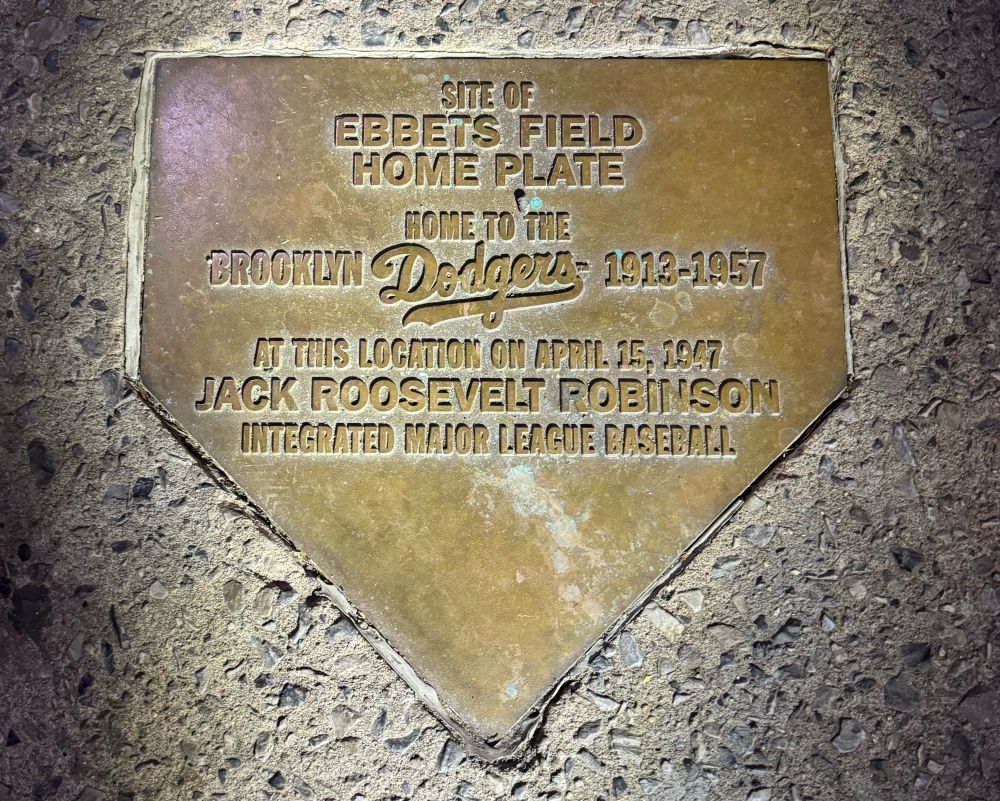 SITE OF
EBBETS FIELD
HOME PLATE
HOME TO THE
BROOKLYN Dodgers 1913-1957
AT THIS LOCATION ON APRIL 15, 1947
JACK ROOSEVELT ROBINSON
INTEGRATED MAJOR LEAGUE BASEBALL